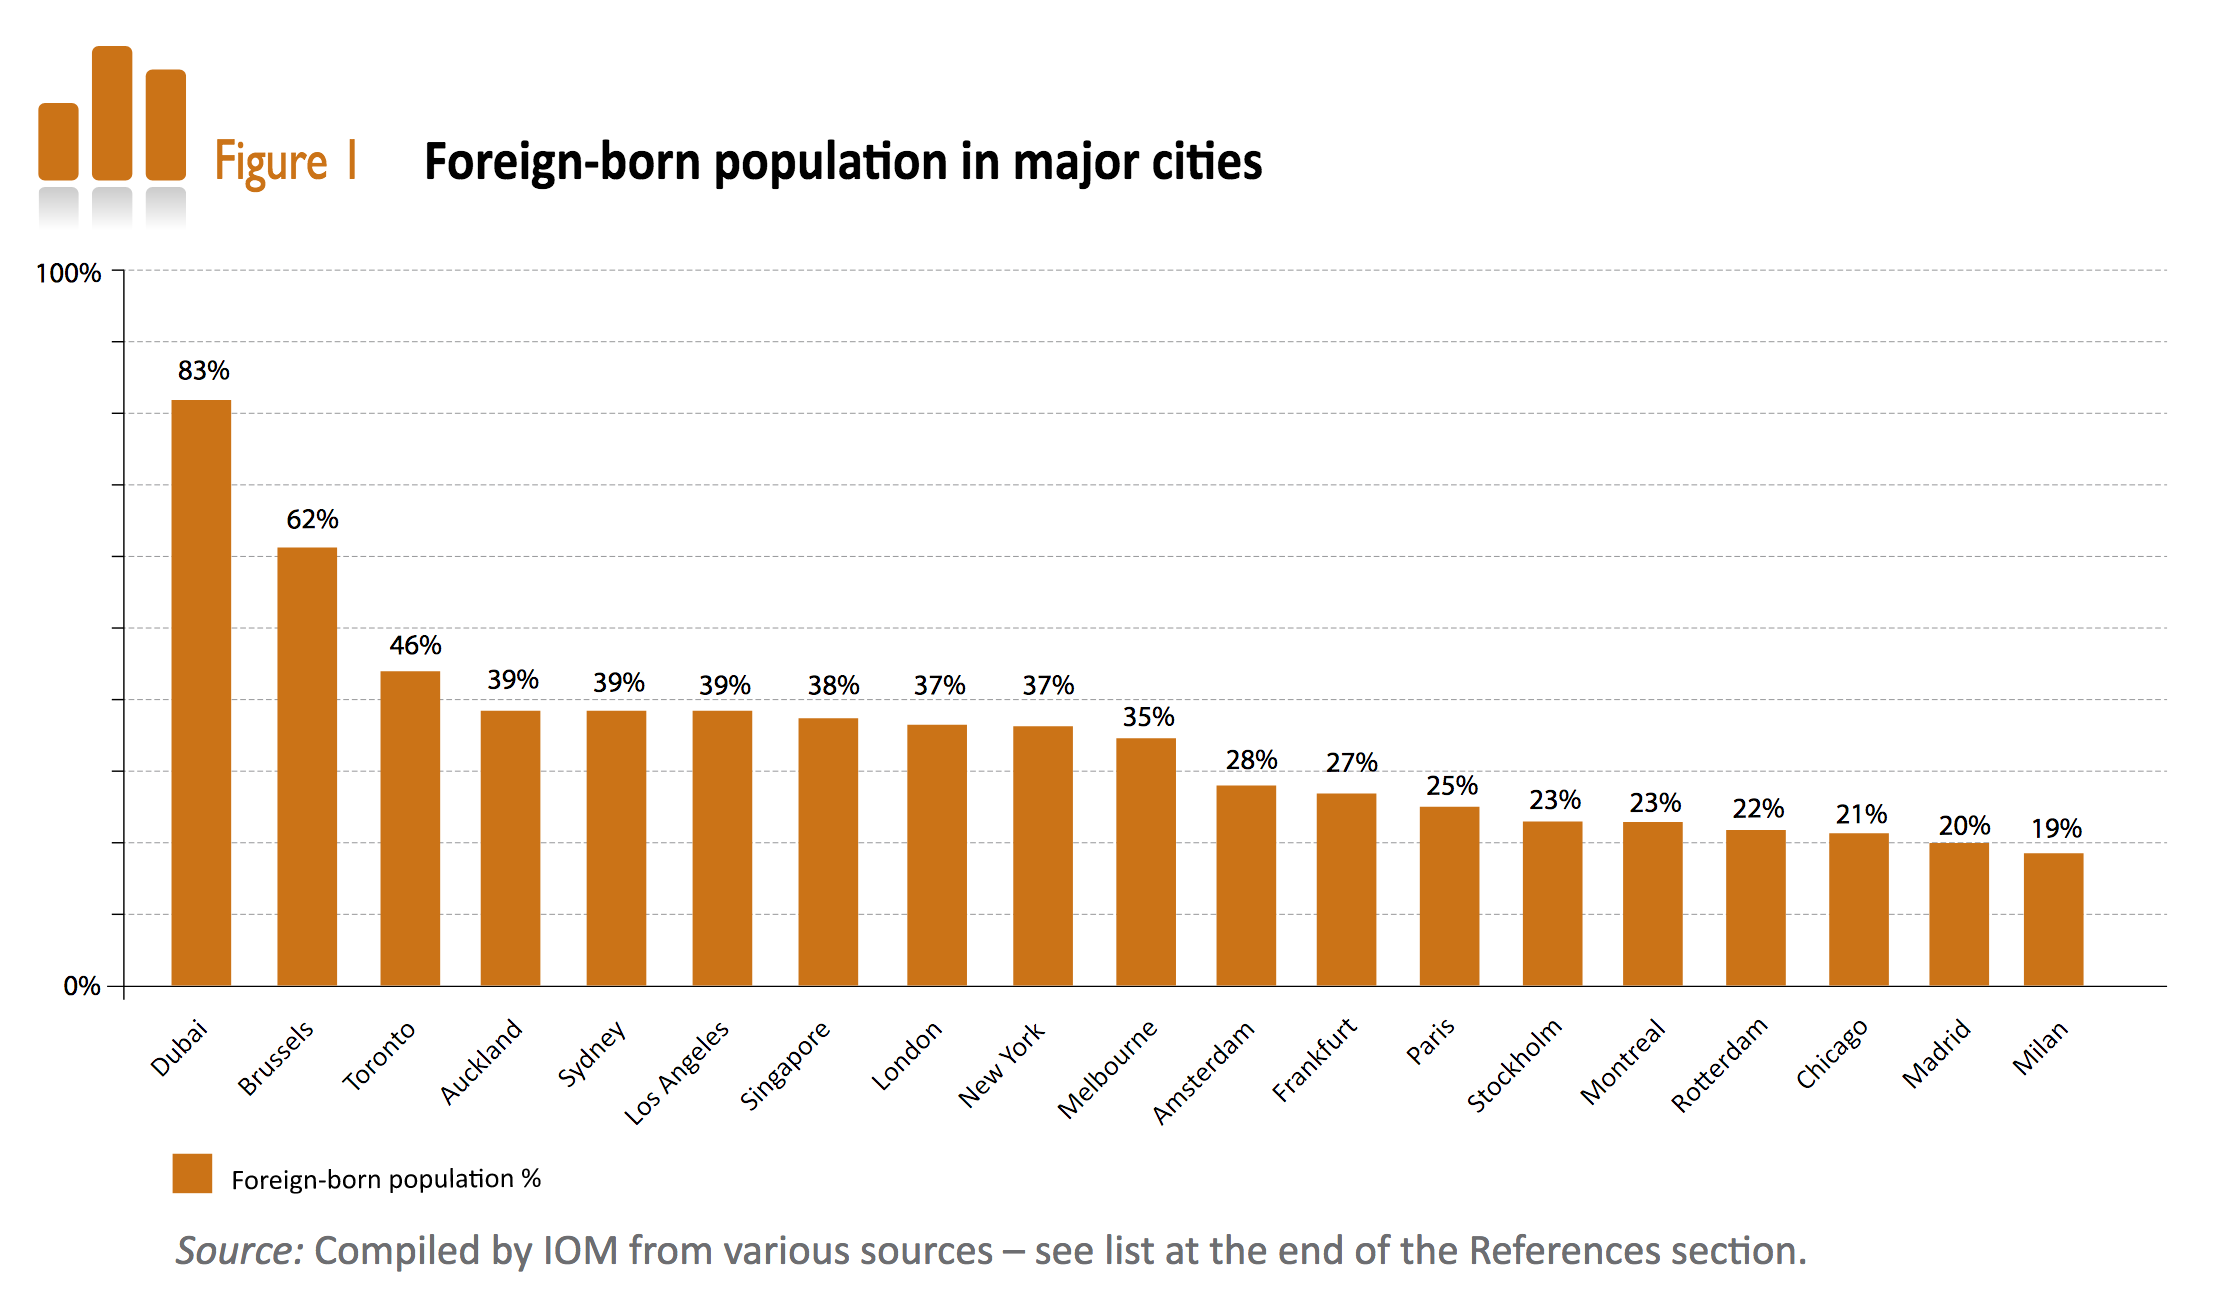 Figure 1 Foreign-born population in major cities
100%
83%
62%
46%
39%
39%
39%
38%
37%
37%
35%
28%
27%
25%
23%
23%
22%
21%
20%
19%
0%
Dubai
Brussels
Toronto
Auckland
Sydney
Los Angeles
Singapore
London
New York
Melbourne
Amsterdam
Frankfurt
Paris
Stockholm
Montreal
Rotterdam
Chicago
Madrid
Milan
Foreign-born population %
Source: Compiled by IOM from various sources – see list at the end of the References section.